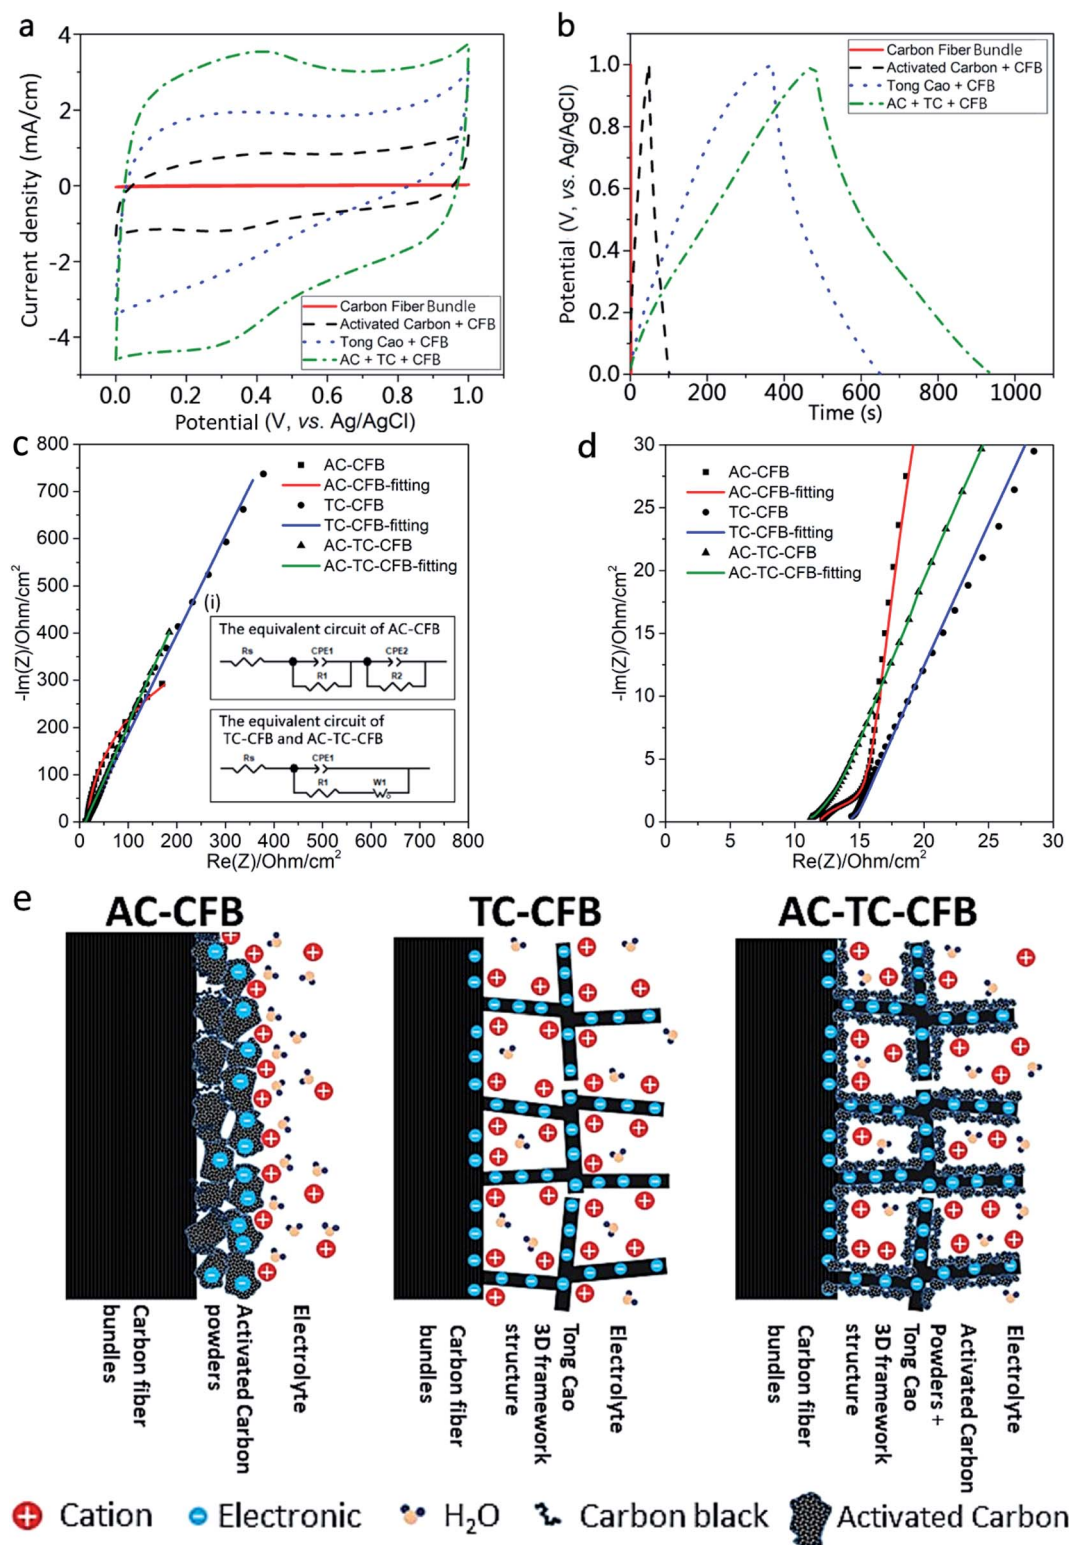 a
4
2
0
-2
-4
Current density (mA/cm)
Carbon Fiber Bundle
Activated Carbon + CFB
Tong Cao + CFB
AC + TC + CFB
0.0 0.2 0.4 0.6 0.8 1.0
Potential (V, vs. Ag/AgCl)
b
1.0
0.8
0.6
0.4
0.2
0.0
Potential (V, vs. Ag/AgCl)
Carbon Fiber Bundle
Activated Carbon + CFB
Tong Cao + CFB
AC + TC + CFB
0 200 400 600 800 1000
Time (s)
c
800
700
600
500
400
300
200
100
0
-Im(Z)/Ohm/cm²
AC-CFB
AC-CFB-fitting
TC-CFB
TC-CFB-fitting
AC-TC-CFB
AC-TC-CFB-fitting
(i)
The equivalent circuit of AC-CFB
Rs CPE1 CPE2
R1 R2
The equivalent circuit of
TC-CFB and AC-TC-CFB
Rs CPE1
R1 W1
0 100 200 300 400 500 600 700 800
Re(Z)/Ohm/cm²
d
30
25
20
15
10
5
0
-Im(Z)/Ohm/cm²
AC-CFB
AC-CFB-fitting
TC-CFB
TC-CFB-fitting
AC-TC-CFB
AC-TC-CFB-fitting
0 5 10 15 20 25 30
Re(Z)/Ohm/cm²
e
AC-CFB
TC-CFB
AC-TC-CFB
Carbon fiber
bundles
Activated Carbon
powders
Electrolyte
Carbon fiber
bundles
Tong Cao
3D framework
structure
Electrolyte
Carbon fiber
bundles
Activated Carbon
Powders +
Tong Cao
3D framework
structure
Electrolyte
Cation
Electronic
H₂O
Carbon black
Activated Carbon